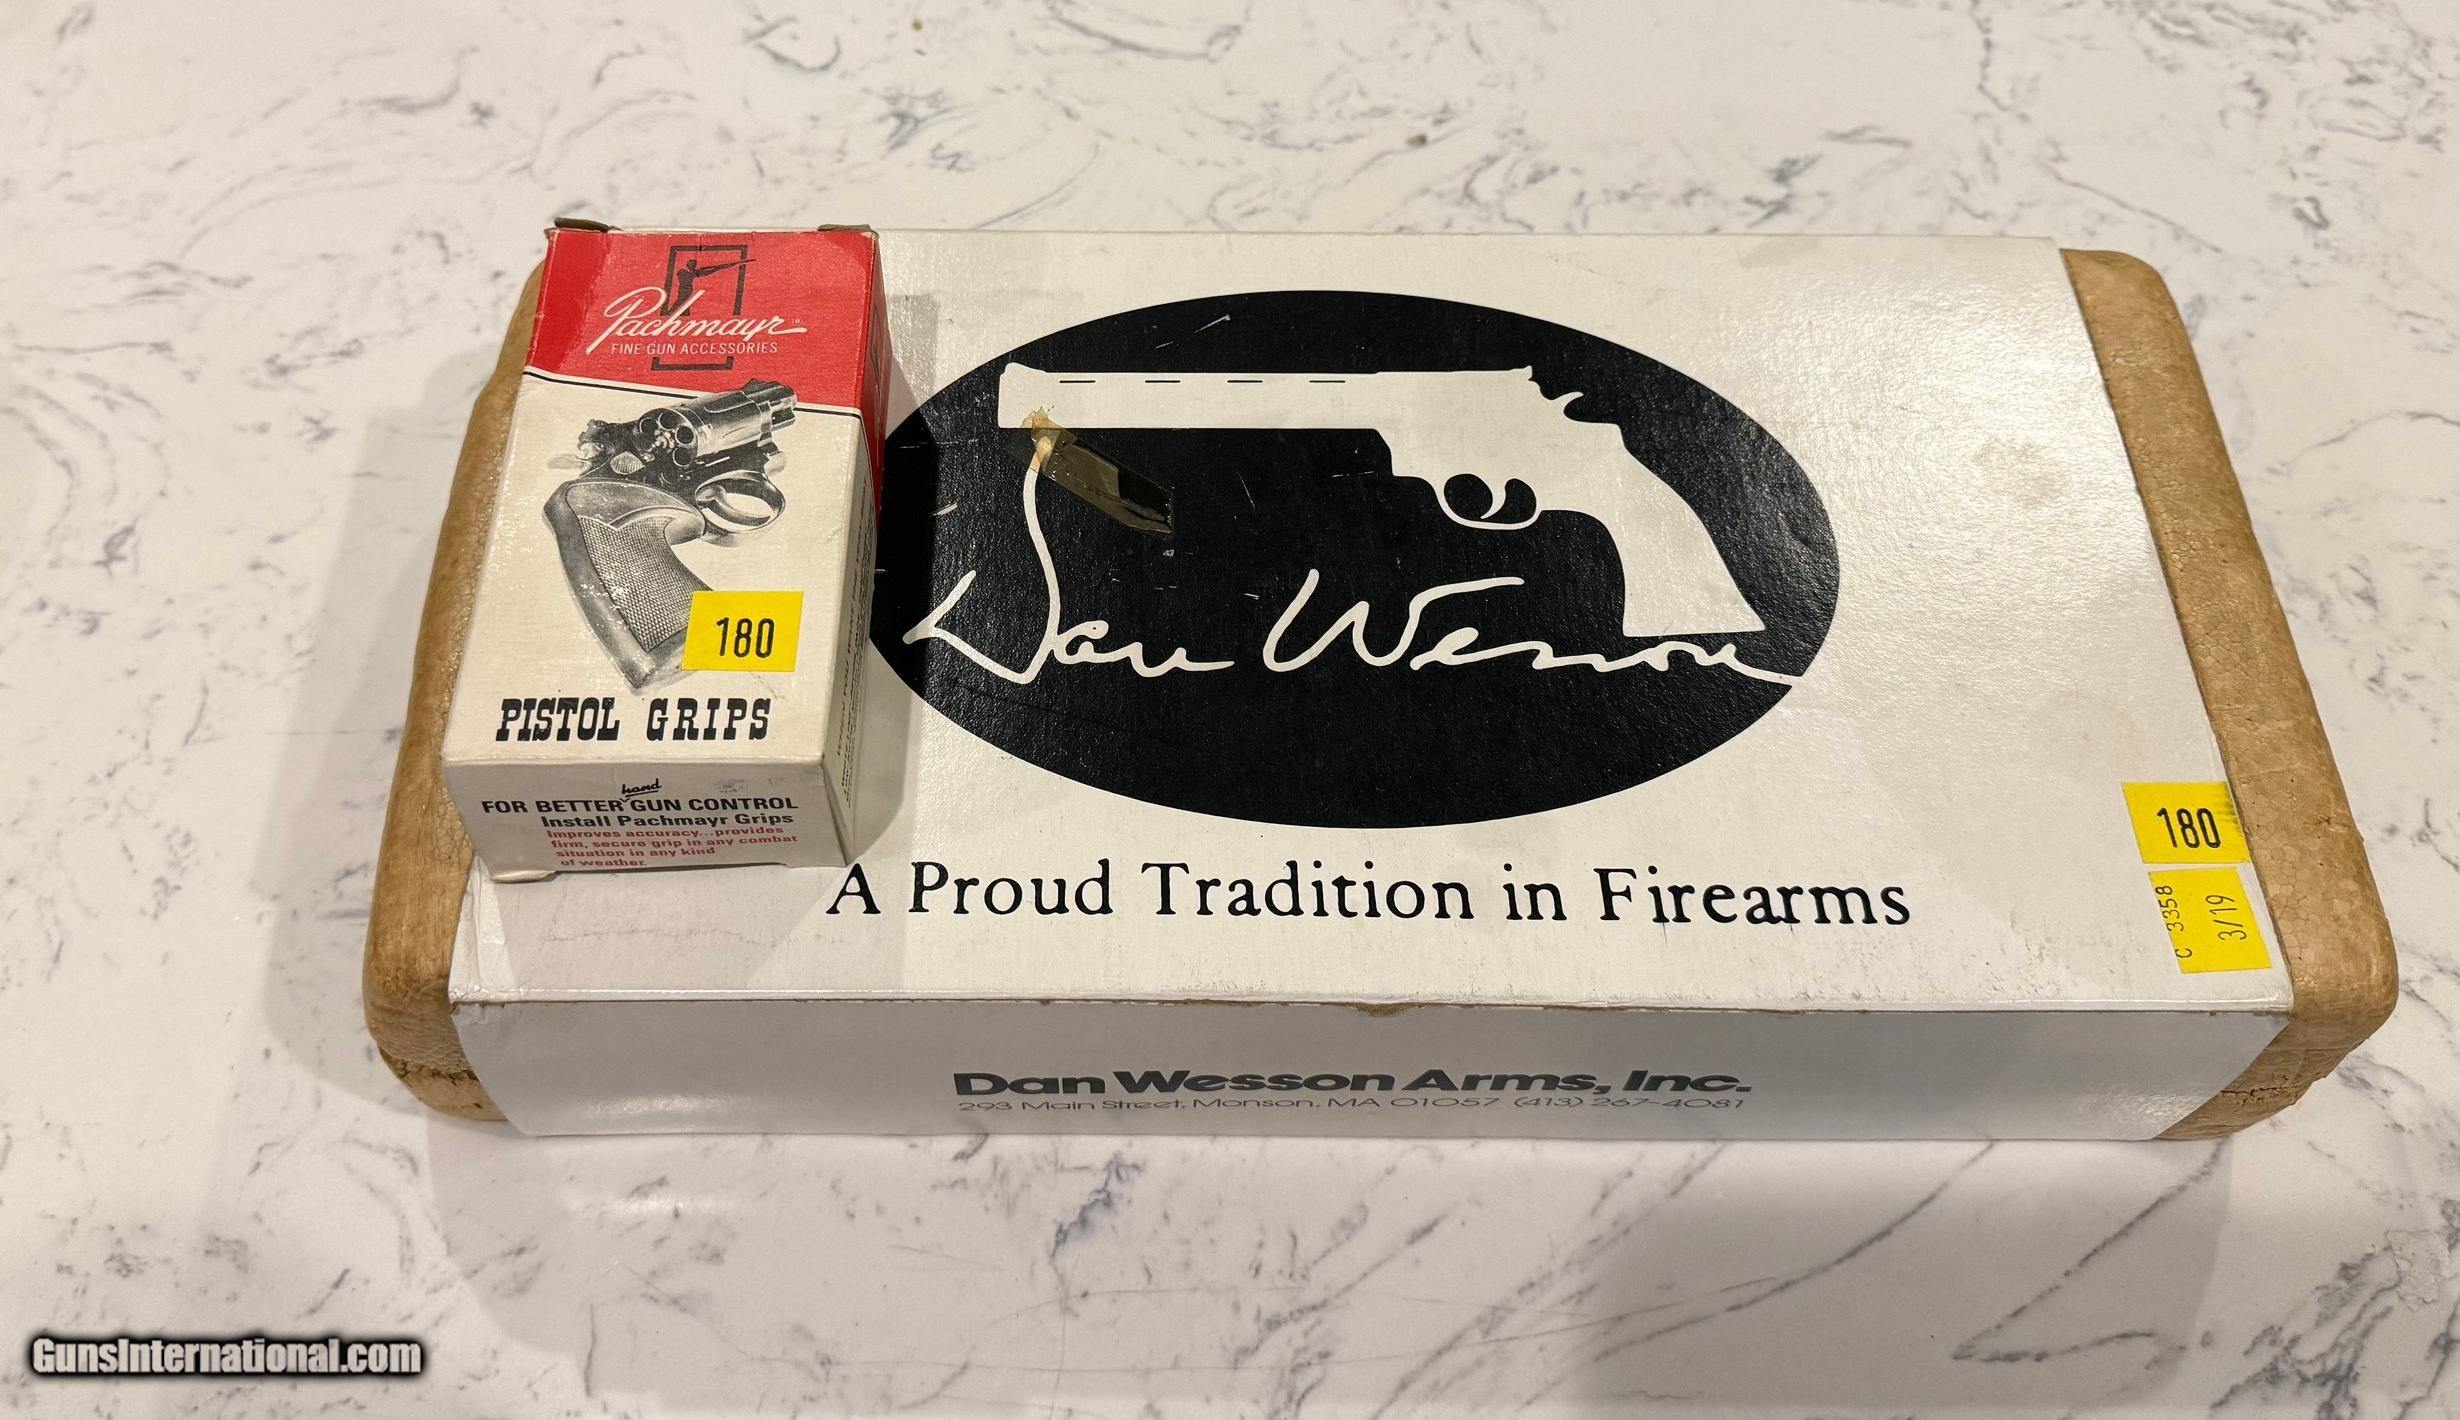 Pachmayr
FINE GUN ACCESSORIES
180
PISTOL GRIPS
hand
FOR BETTER GUN CONTROL
Install Pachmayr Grips
Improves accuracy...provides
firm, secure grip in any combat
situation in any kind
of weather.
Dan Wesson
A Proud Tradition in Firearms
180
C 3358
3/19
Dan Wesson Arms, Inc.
293 Main Street, Monson, MA 01057 (413) 267-4081
GunsInternational.com